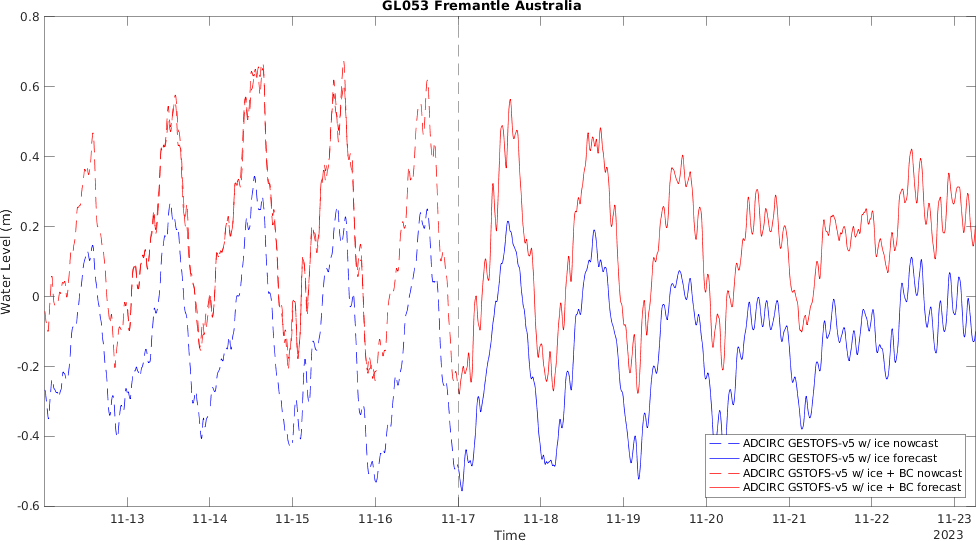 GL053 Fremantle Australia
0.8
0.6
0.4
0.2
0
-0.2
-0.4
-0.6
Water Level (m)
ADCIRC GESTOFS-v5 w/ ice nowcast
ADCIRC GESTOFS-v5 w/ ice forecast
ADCIRC GSTOFS-v5 w/ ice + BC nowcast
ADCIRC GSTOFS-v5 w/ ice + BC forecast
11-13 11-14 11-15 11-16 11-17 11-18 11-19 11-20 11-21 11-22 11-23
Time
2023